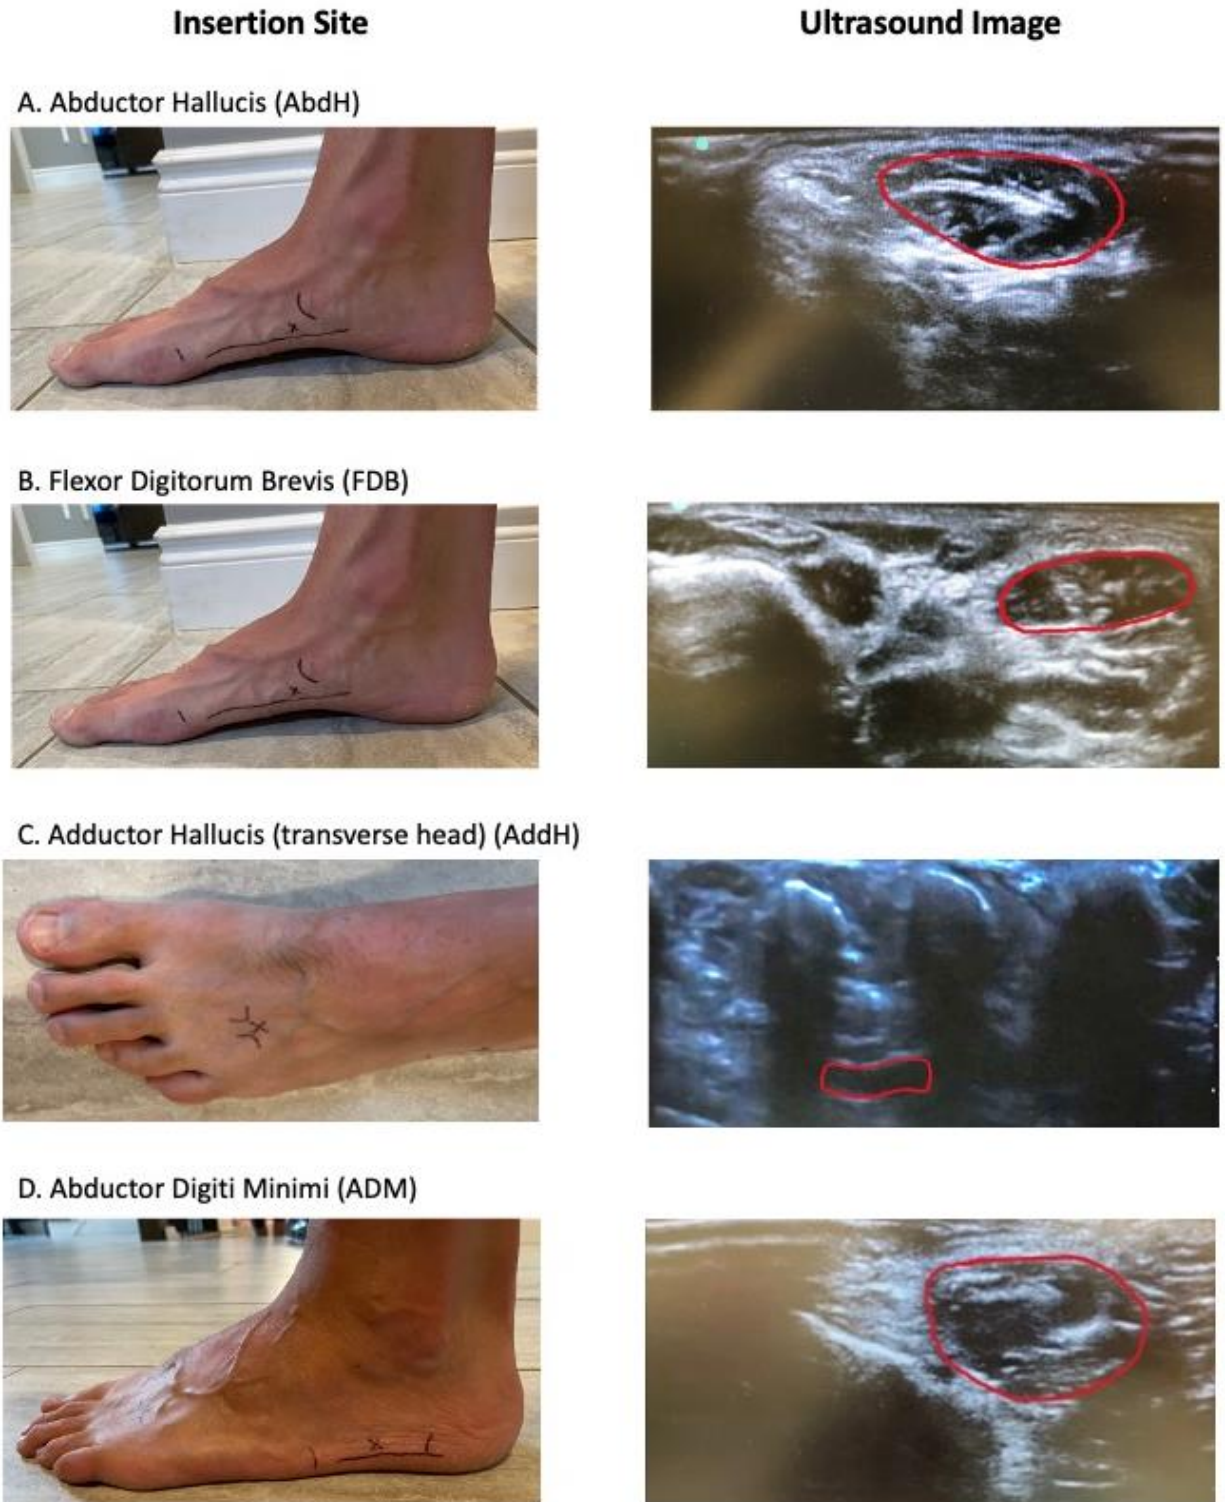 Insertion Site
Ultrasound Image
A. Abductor Hallucis (AbdH)
B. Flexor Digitorum Brevis (FDB)
C. Adductor Hallucis (transverse head) (AddH)
D. Abductor Digiti Minimi (ADM)